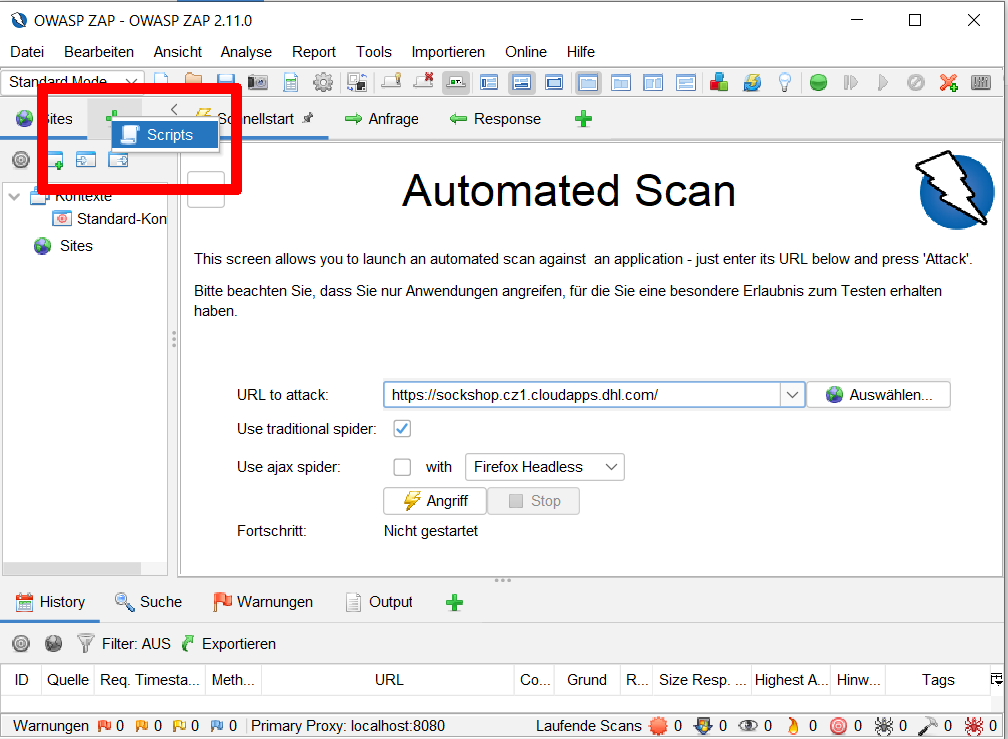 OWASP ZAP - OWASP ZAP 2.11.0
Datei Bearbeiten Ansicht Analyse Report Tools Importieren Online Hilfe
Standard Mode
Sites Schnellstart Anfrage Response
Scripts
Kontexte
Standard-Kon
Sites
Automated Scan
This screen allows you to launch an automated scan against an application - just enter its URL below and press 'Attack'.
Bitte beachten Sie, dass Sie nur Anwendungen angreifen, für die Sie eine besondere Erlaubnis zum Testen erhalten
haben.
URL to attack: https://sockshop.cz1.cloudapps.dhl.com/ Auswählen...
Use traditional spider:
Use ajax spider: with Firefox Headless
Angriff Stop
Fortschritt: Nicht gestartet
History Suche Warnungen Output
Filter: AUS Exportieren
ID Quelle Req. Timesta... Meth... URL Co... Grund R... Size Resp. ... Highest A... Hinw... Tags
Warnungen 0 0 0 0 Primary Proxy: localhost:8080 Laufende Scans 0 0 0 0 0 0 0 0